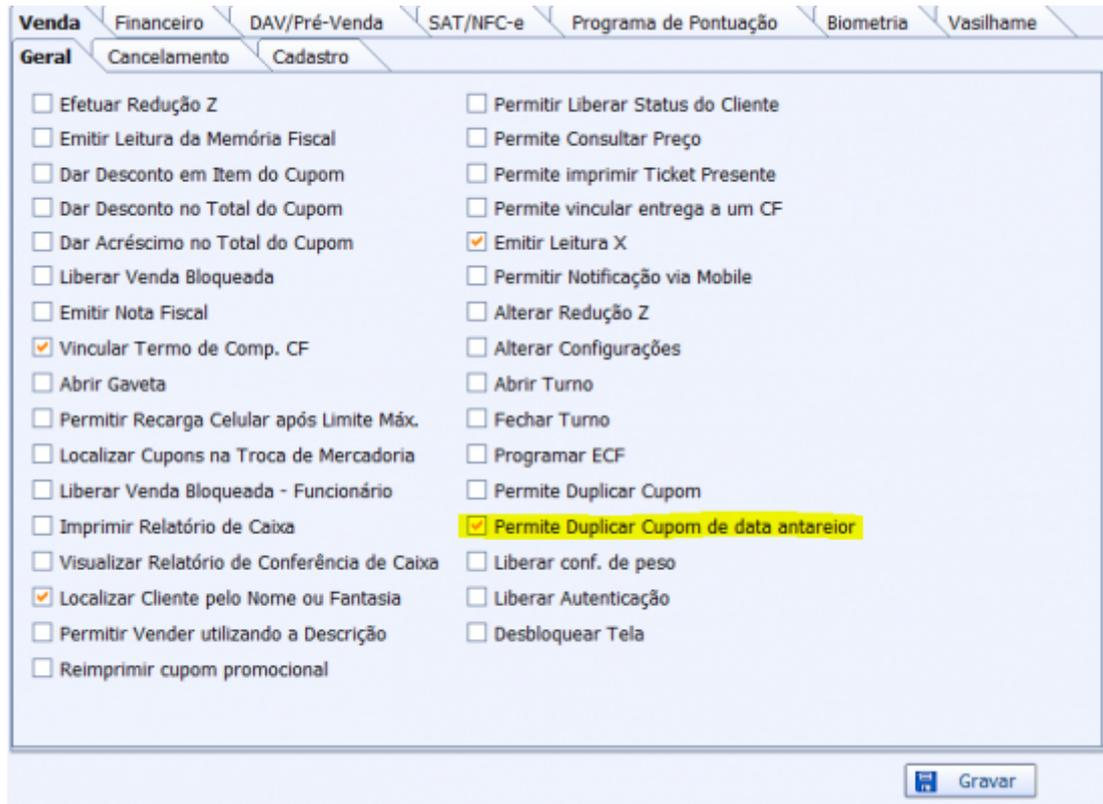 Venda Financeiro DAV/Pré-Venda SAT/NFC-e Programa de Pontuação Biometria Vasilhame
Geral Cancelamento Cadastro
Efetuar Redução Z
Emitir Leitura da Memória Fiscal
Dar Desconto em Item do Cupom
Dar Desconto no Total do Cupom
Dar Acréscimo no Total do Cupom
Liberar Venda Bloqueada
Emitir Nota Fiscal
Vincular Termo de Comp. CF
Abrir Gaveta
Permitir Recarga Celular após Limite Máx.
Localizar Cupons na Troca de Mercadoria
Liberar Venda Bloqueada - Funcionário
Imprimir Relatório de Caixa
Visualizar Relatório de Conferência de Caixa
Localizar Cliente pelo Nome ou Fantasia
Permitir Vender utilizando a Descrição
Reimprimir cupom promocional
Permitir Liberar Status do Cliente
Permite Consultar Preço
Permite imprimir Ticket Presente
Permite vincular entrega a um CF
Emitir Leitura X
Permitir Notificação via Mobile
Alterar Redução Z
Alterar Configurações
Abrir Turno
Fechar Turno
Programar ECF
Permite Duplicar Cupom
Permite Duplicar Cupom de data antareior
Liberar conf. de peso
Liberar Autenticação
Desbloquear Tela
Gravar